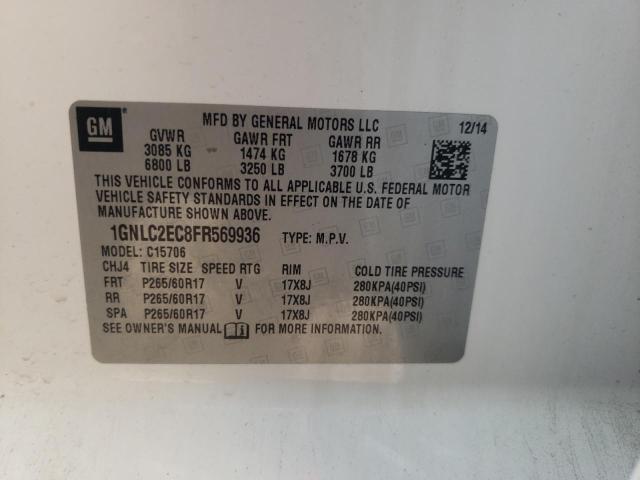 GM
MFD BY GENERAL MOTORS LLC 12/14
GVWR GAWR FRT GAWR RR
3085 KG 1474 KG 1678 KG
6800 LB 3250 LB 3700 LB
THIS VEHICLE CONFORMS TO ALL APPLICABLE U.S. FEDERAL MOTOR
VEHICLE SAFETY STANDARDS IN EFFECT ON THE DATE OF
MANUFACTURE SHOWN ABOVE.
1GNLC2EC8FR569936 TYPE: M.P.V.
MODEL: C15706
CHJ4 TIRE SIZE SPEED RTG RIM COLD TIRE PRESSURE
FRT P265/60R17 V 17X8J 280KPA(40PSI)
RR P265/60R17 V 17X8J 280KPA(40PSI)
SPA P265/60R17 V 17X8J 280KPA(40PSI)
SEE OWNER'S MANUAL FOR MORE INFORMATION.